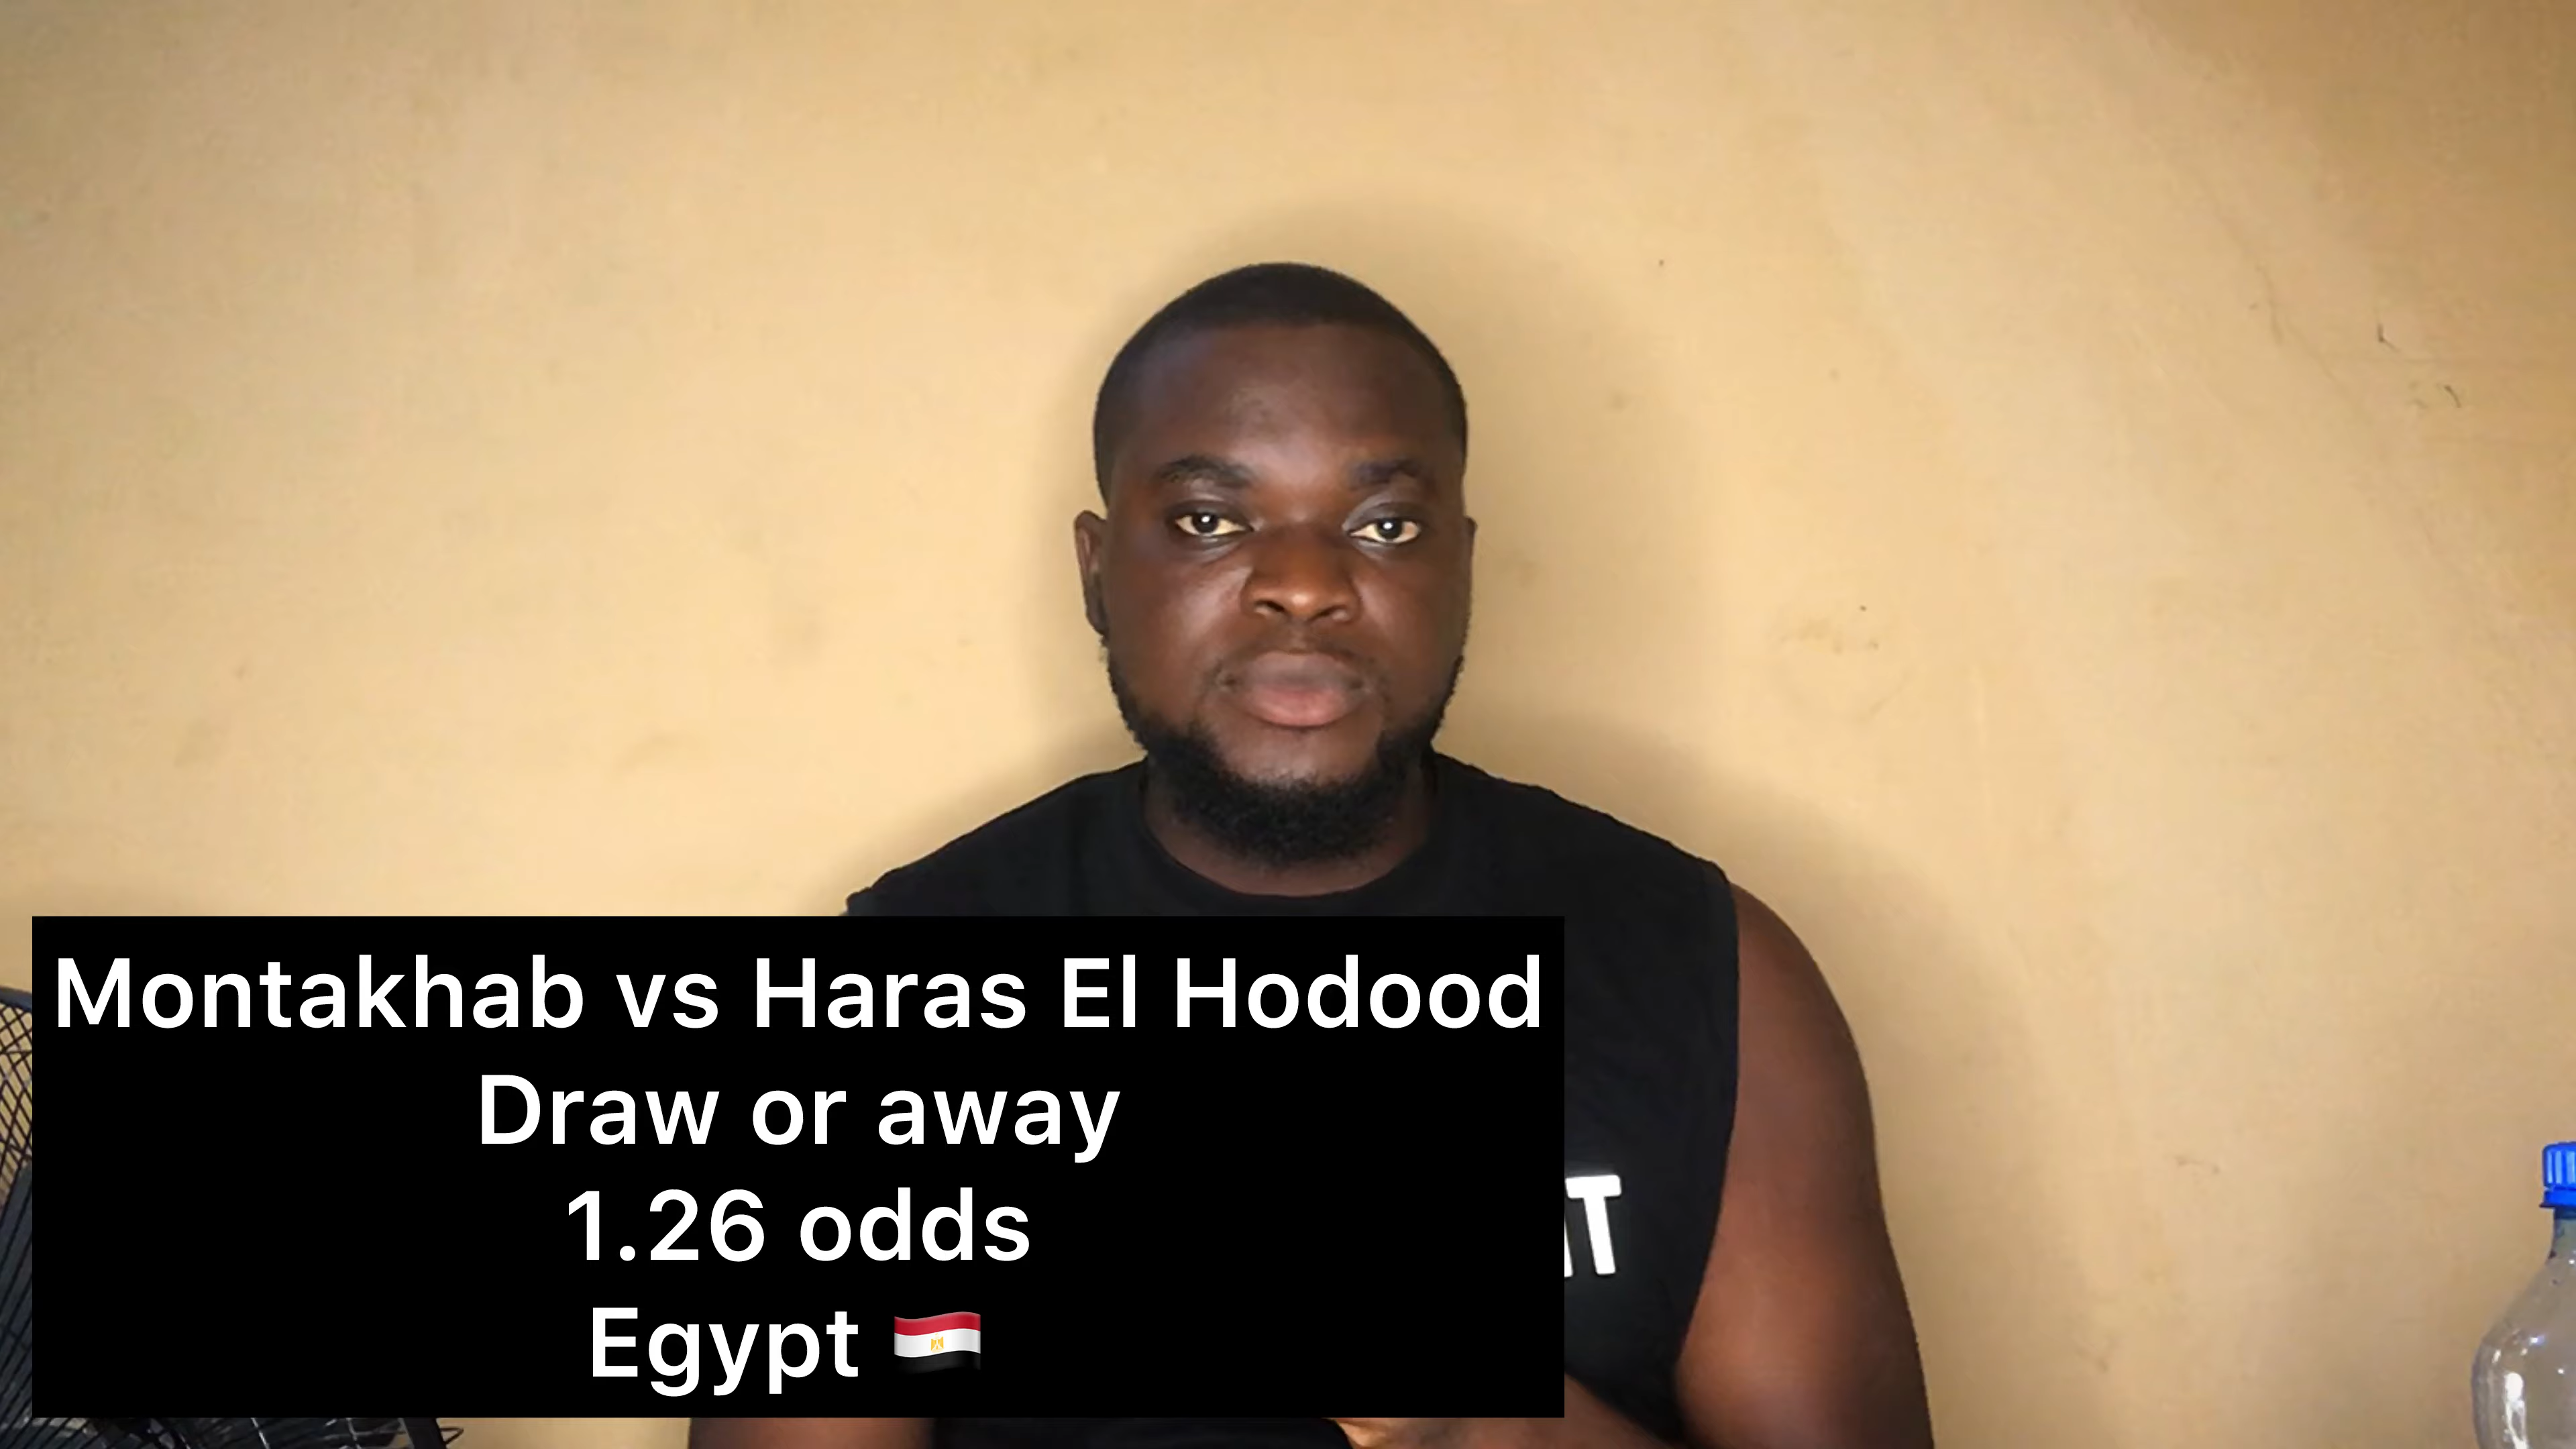 Montakhab vs Haras El Hodood
Draw or away
1.26 odds
Egypt 🇪🇬